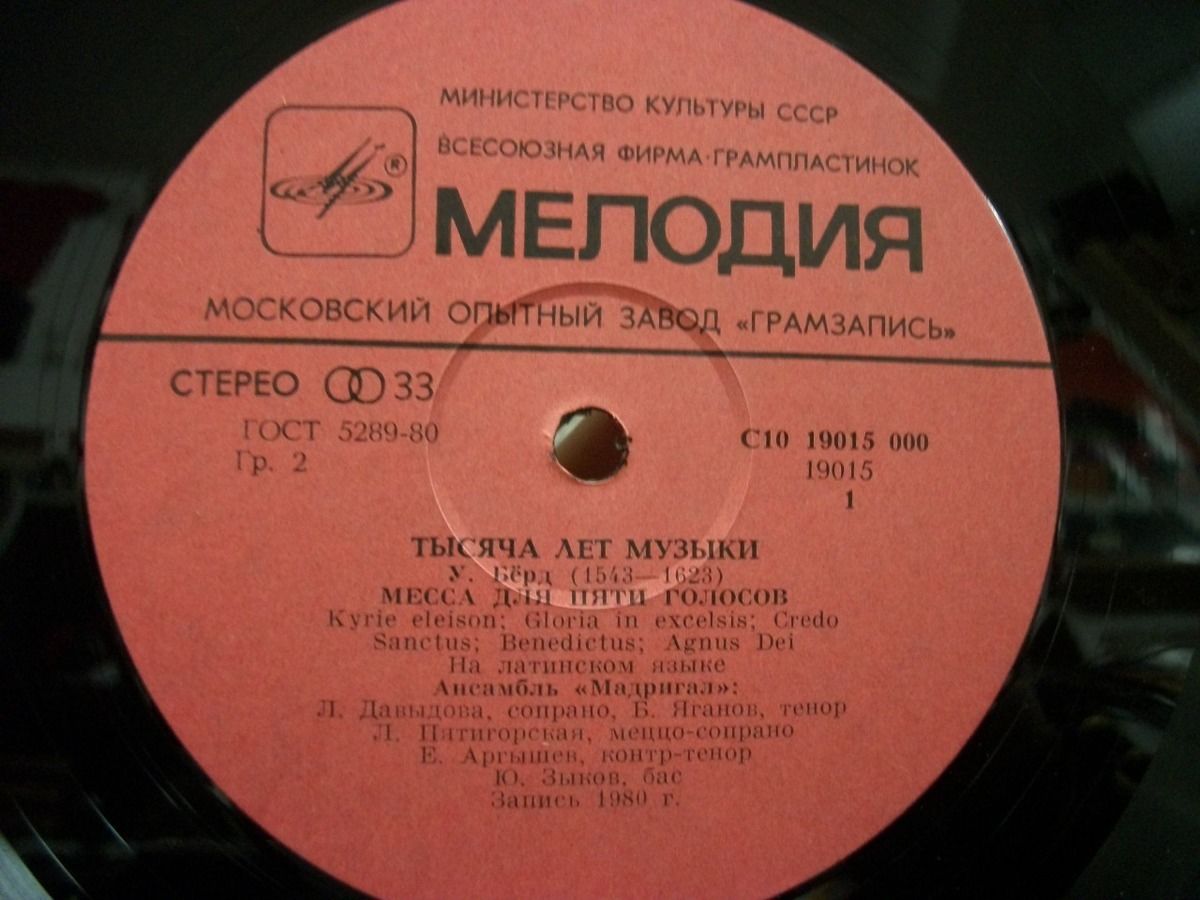 МИНИСТЕРСТВО КУЛЬТУРЫ СССР
ВСЕСОЮЗНАЯ ФИРМА·ГРАМПЛАСТИНОК
®
МЕЛОДИЯ
МОСКОВСКИЙ ОПЫТНЫЙ ЗАВОД «ГРАМЗАПИСЬ»
СТЕРЕО 33
ГОСТ 5289-80
Гр. 2
С10 19015 000
19015
1
ТЫСЯЧА ЛЕТ МУЗЫКИ
У. Бёрд (1543—1623)
МЕССА ДЛЯ ПЯТИ ГОЛОСОВ
Kyrie eleison; Gloria in excelsis; Credo
Sanctus; Benedictus; Agnus Dei
На латинском языке
Ансамбль «Мадригал»:
Л. Давыдова, сопрано, Б. Яганов, тенор
Л. Пятигорская, меццо-сопрано
Е. Аргышев, контр-тенор
Ю. Зыков, бас
Запись 1980 г.